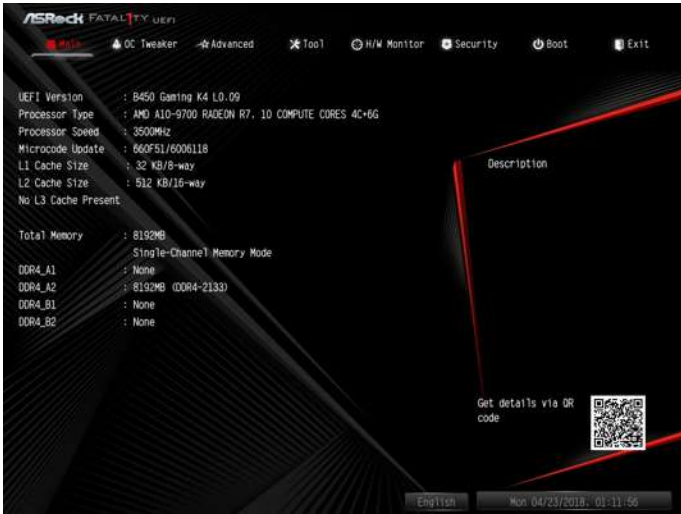 ASRock FATAL1TY UEFI
Main OC Tweaker Advanced Tool H/W Monitor Security Boot Exit
UEFI Version : B450 Gaming K4 L0.09
Processor Type : AMD A10-9700 RADEON R7, 10 COMPUTE CORES 4C+6G
Processor Speed : 3500MHz
Microcode Update : 660F51/6006118
L1 Cache Size : 32 KB/8-way
L2 Cache Size : 512 KB/16-way
No L3 Cache Present
Total Memory : 8192MB
Single-Channel Memory Mode
DDR4_A1 : None
DDR4_A2 : 8192MB (DDR4-2133)
DDR4_B1 : None
DDR4_B2 : None
Description
Get details via QR
code
English
Mon 04/23/2018, 01:11:56